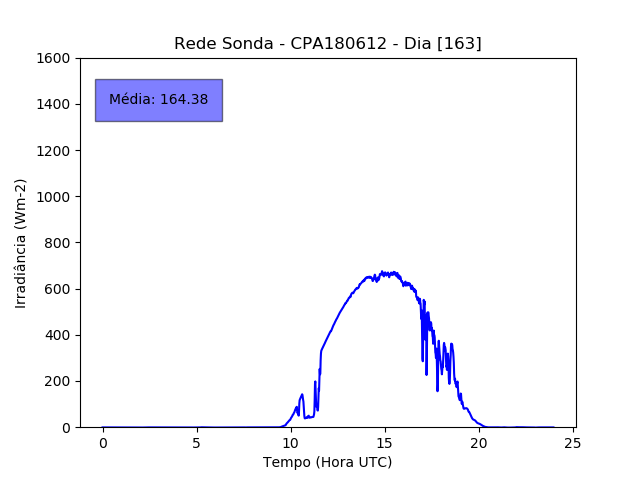 Rede Sonda - CPA180612 - Dia [163]
Média: 164.38
Irradiância (Wm-2)
1600
1400
1200
1000
800
600
400
200
0
0 5 10 15 20 25
Tempo (Hora UTC)